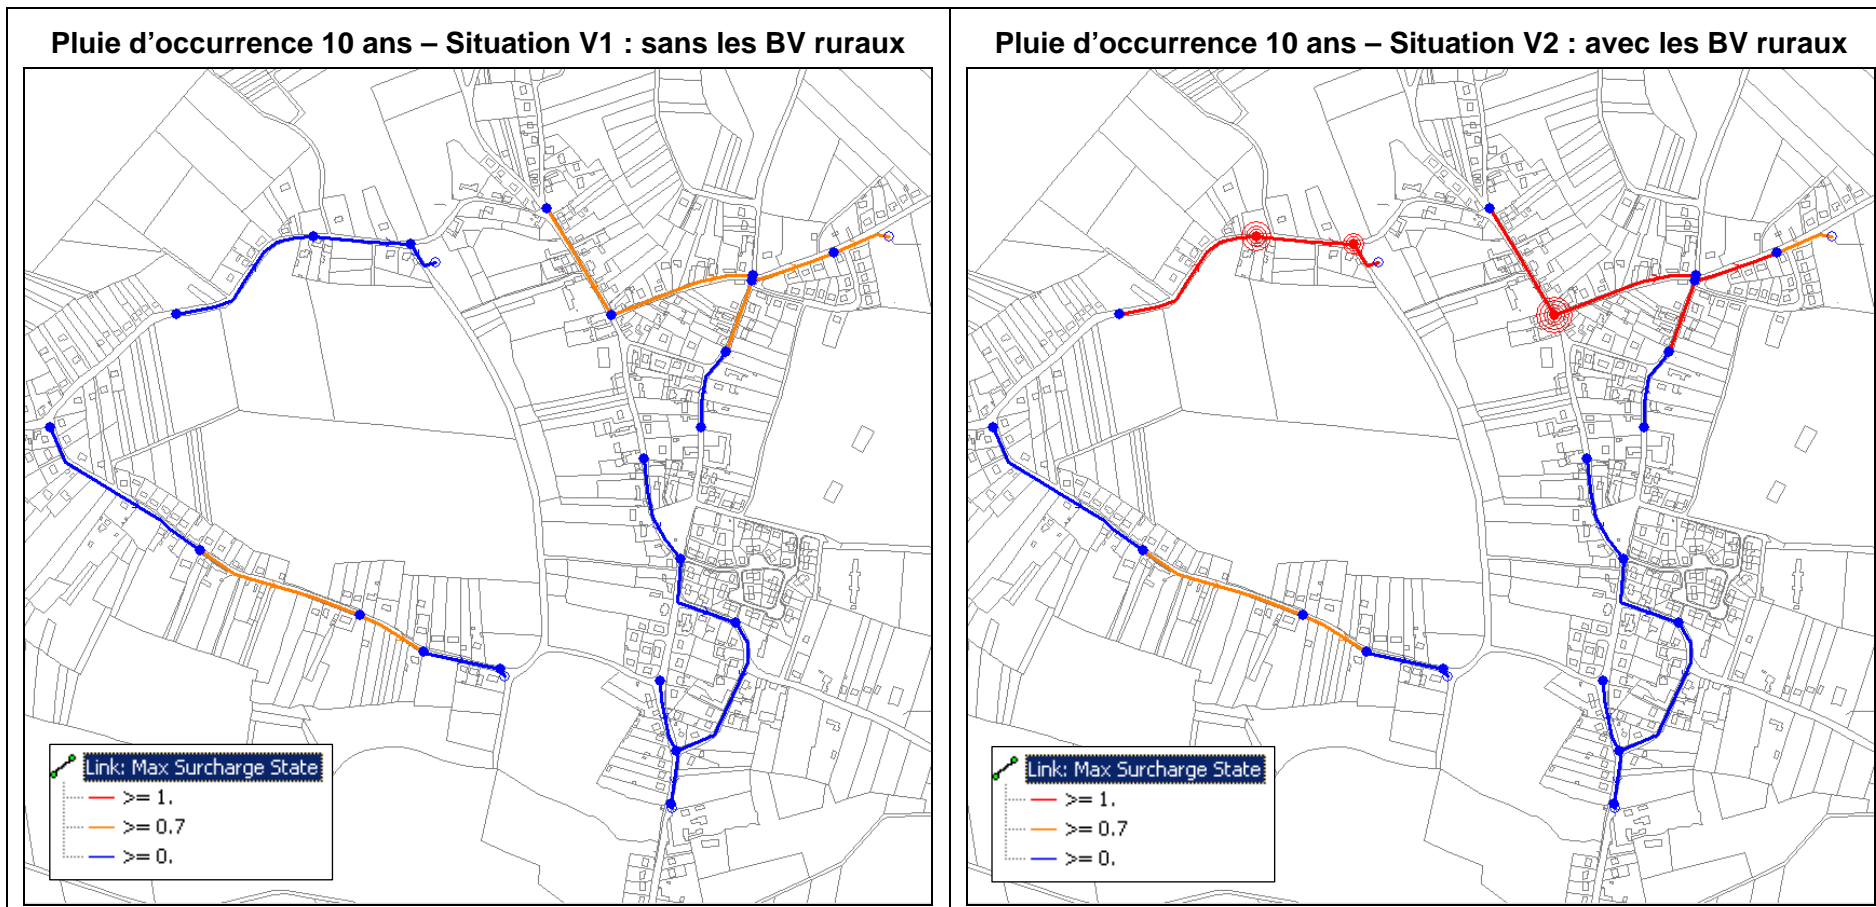 Pluie d'occurrence 10 ans – Situation V1 : sans les BV ruraux
Link: Max Surcharge State
>= 1.
>= 0.7
>= 0.
Pluie d'occurrence 10 ans – Situation V2 : avec les BV ruraux
Link: Max Surcharge State
>= 1.
>= 0.7
>= 0.